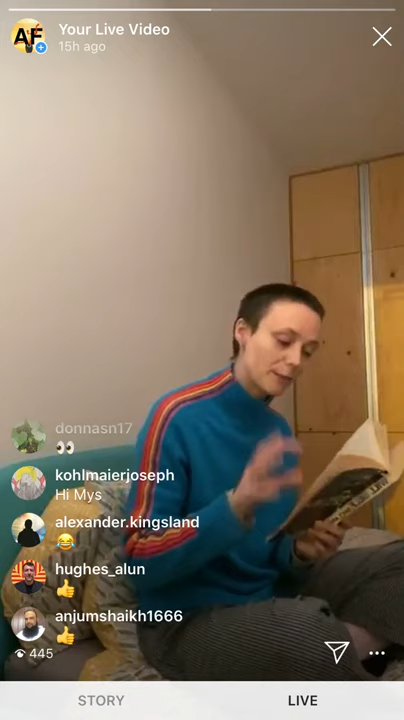 AF
Your Live Video
15h ago
donnasn17
👀
kohlmaierjoseph
Hi Mys
alexander.kingsland
😂
hughes_alun
👍
anjumshaikh1666
👍
445
STORY
LIVE